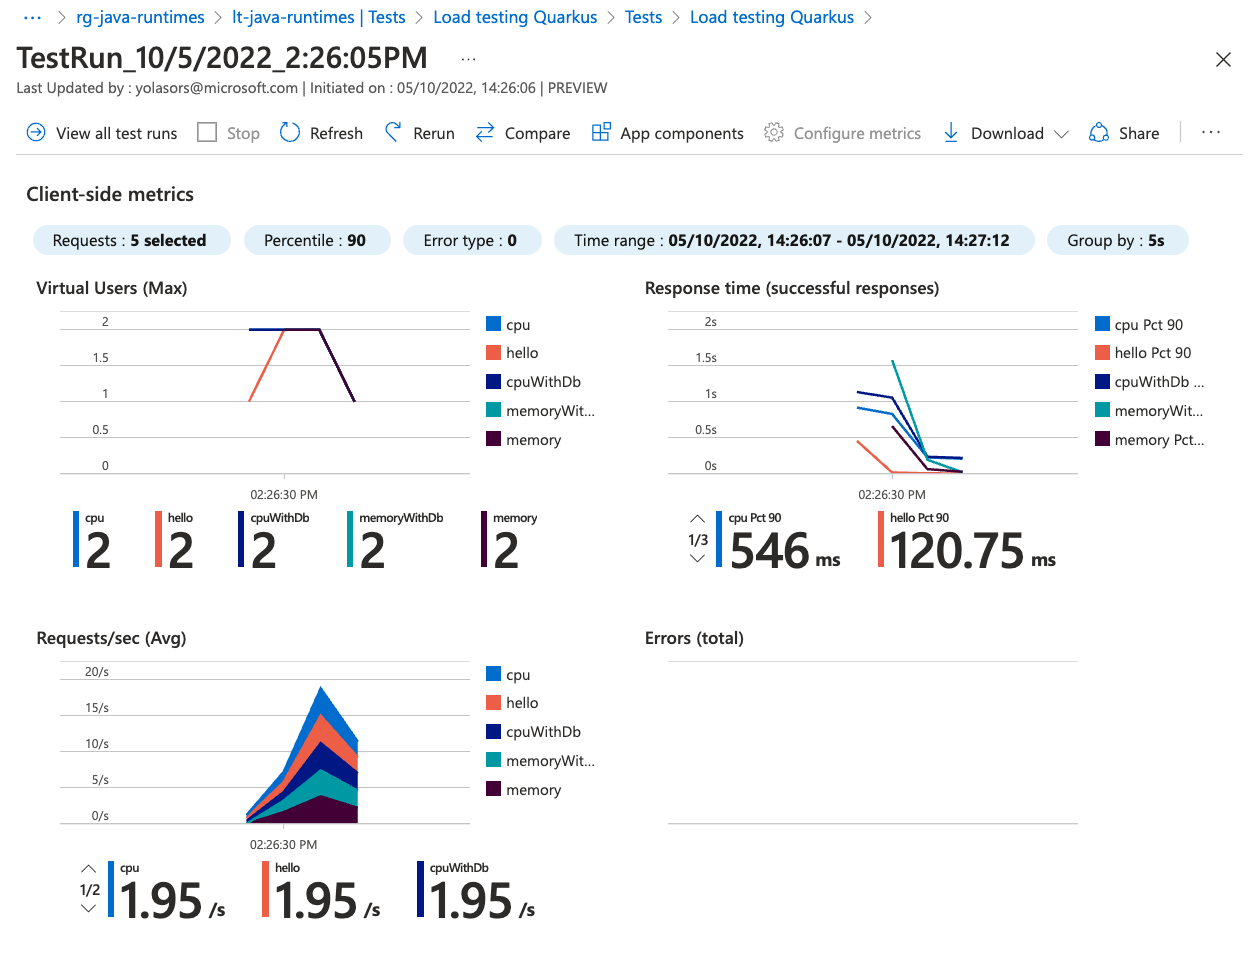 ··· > rg-java-runtimes > lt-java-runtimes | Tests > Load testing Quarkus > Tests > Load testing Quarkus >
TestRun_10/5/2022_2:26:05PM ···
Last Updated by : yolasors@microsoft.com | Initiated on : 05/10/2022, 14:26:06 | PREVIEW
View all test runs Stop Refresh Rerun Compare App components Configure metrics Download Share ···
Client-side metrics
Requests : 5 selected Percentile : 90 Error type : 0 Time range : 05/10/2022, 14:26:07 - 05/10/2022, 14:27:12 Group by : 5s
Virtual Users (Max)
2
1.5
1
0.5
0
02:26:30 PM
cpu
hello
cpuWithDb
memoryWit...
memory
cpu hello cpuWithDb memoryWithDb memory
2 2 2 2 2
Response time (successful responses)
2s
1.5s
1s
0.5s
0s
02:26:30 PM
cpu Pct 90
hello Pct 90
cpuWithDb ...
memoryWit...
memory Pct...
1/3
cpu Pct 90 hello Pct 90
546 ms 120.75 ms
Requests/sec (Avg)
20/s
15/s
10/s
5/s
0/s
02:26:30 PM
cpu
hello
cpuWithDb
memoryWit...
memory
1/2
cpu hello cpuWithDb
1.95 /s 1.95 /s 1.95 /s
Errors (total)